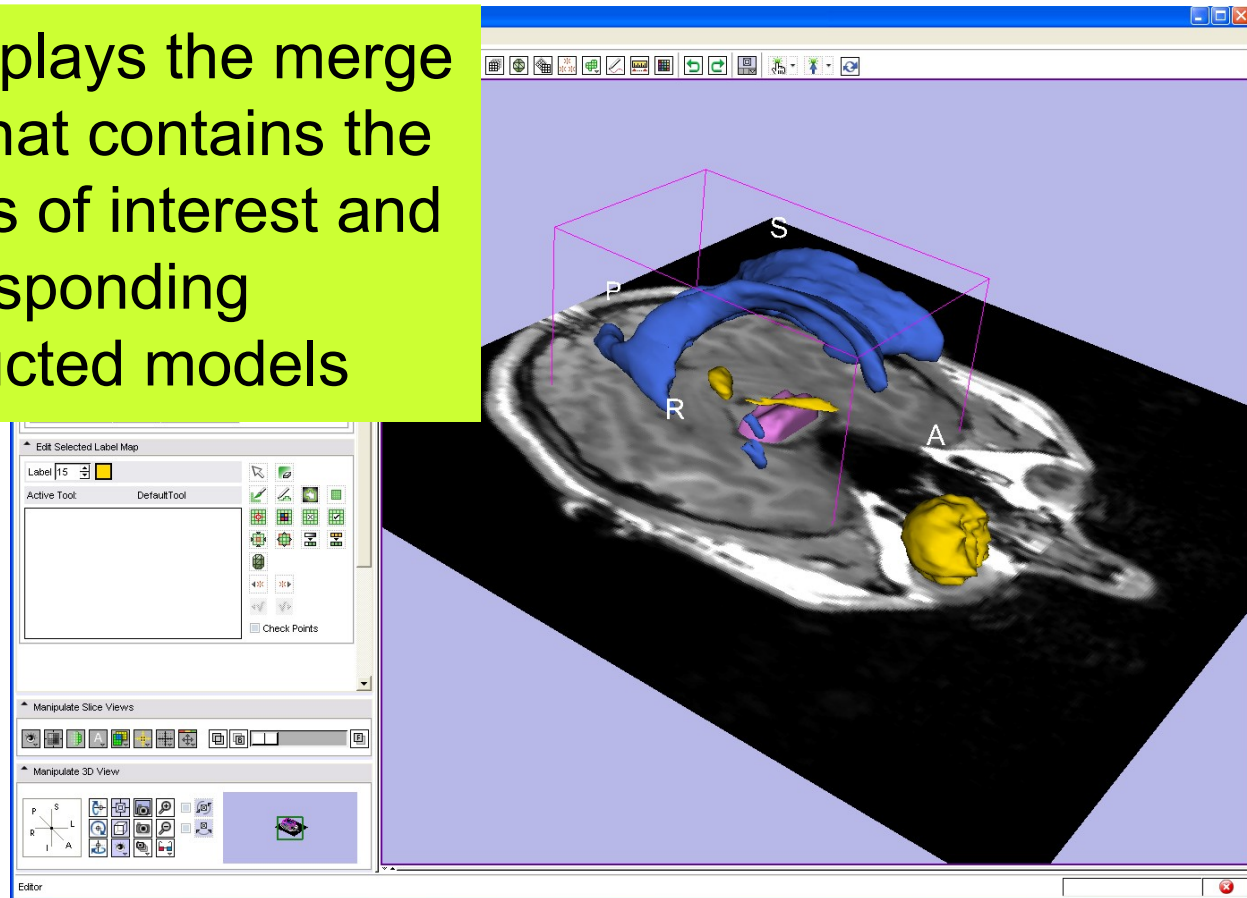 plays the merge
hat contains the
s of interest and
sponding
ucted models
S
P
R
A
Edit Selected Label Map
Label 15
Active Tool: DefaultTool
Check Points
Manipulate Slice Views
Manipulate 3D View
P S
R L
I A
Editor